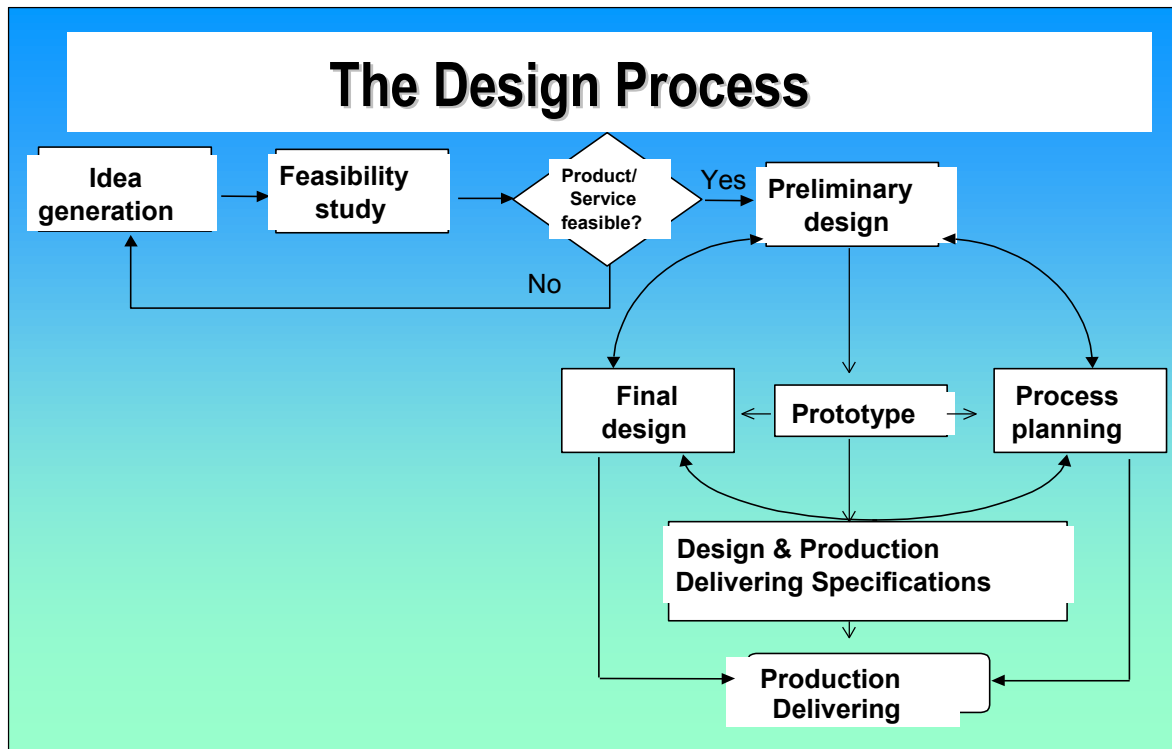 The Design Process
Idea
generation
Feasibility
study
Product/
Service
feasible?
Yes
Preliminary
design
No
Final
design
Prototype
Process
planning
Design & Production
Delivering Specifications
Production
Delivering